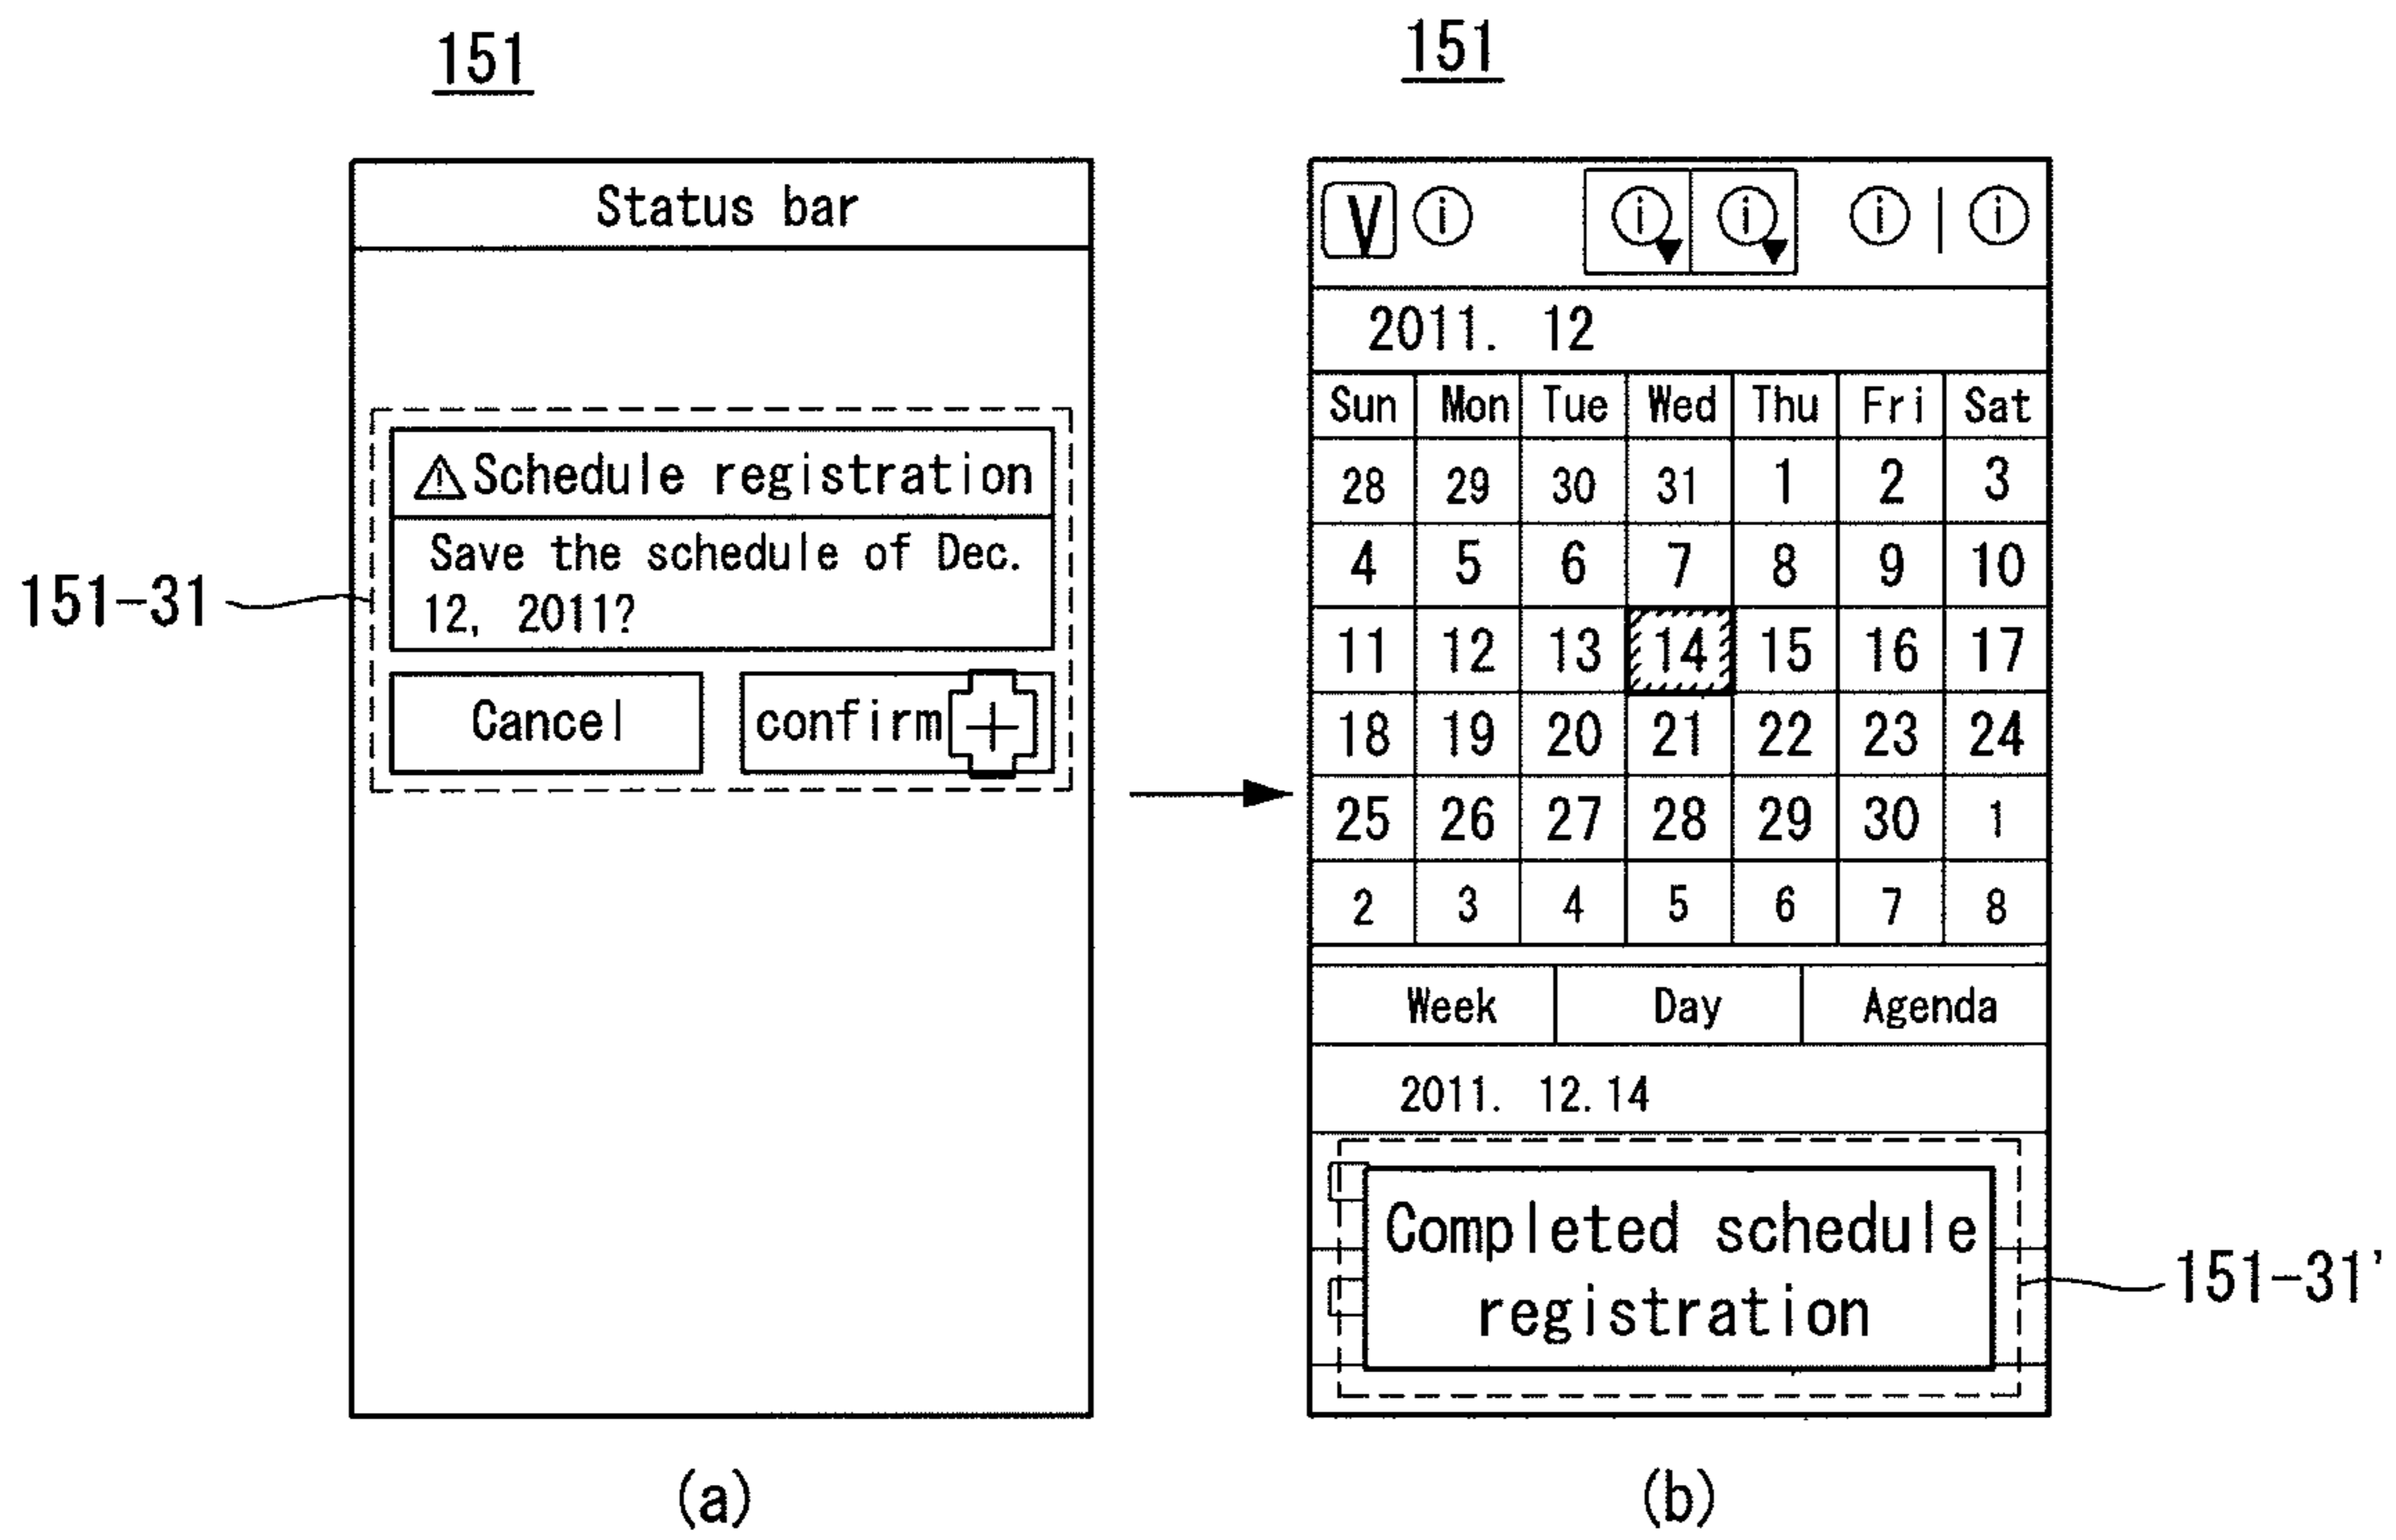 151
Status bar
⚠Schedule registration
Save the schedule of Dec.
12, 2011?
Cancel
confirm
151-31
(a)
151
V i i i i | i
2011. 12
Sun Mon Tue Wed Thu Fri Sat
28 29 30 31 1 2 3
4 5 6 7 8 9 10
11 12 13 14 15 16 17
18 19 20 21 22 23 24
25 26 27 28 29 30 1
2 3 4 5 6 7 8
Week Day Agenda
2011. 12.14
Completed schedule
registration
151-31'
(b)